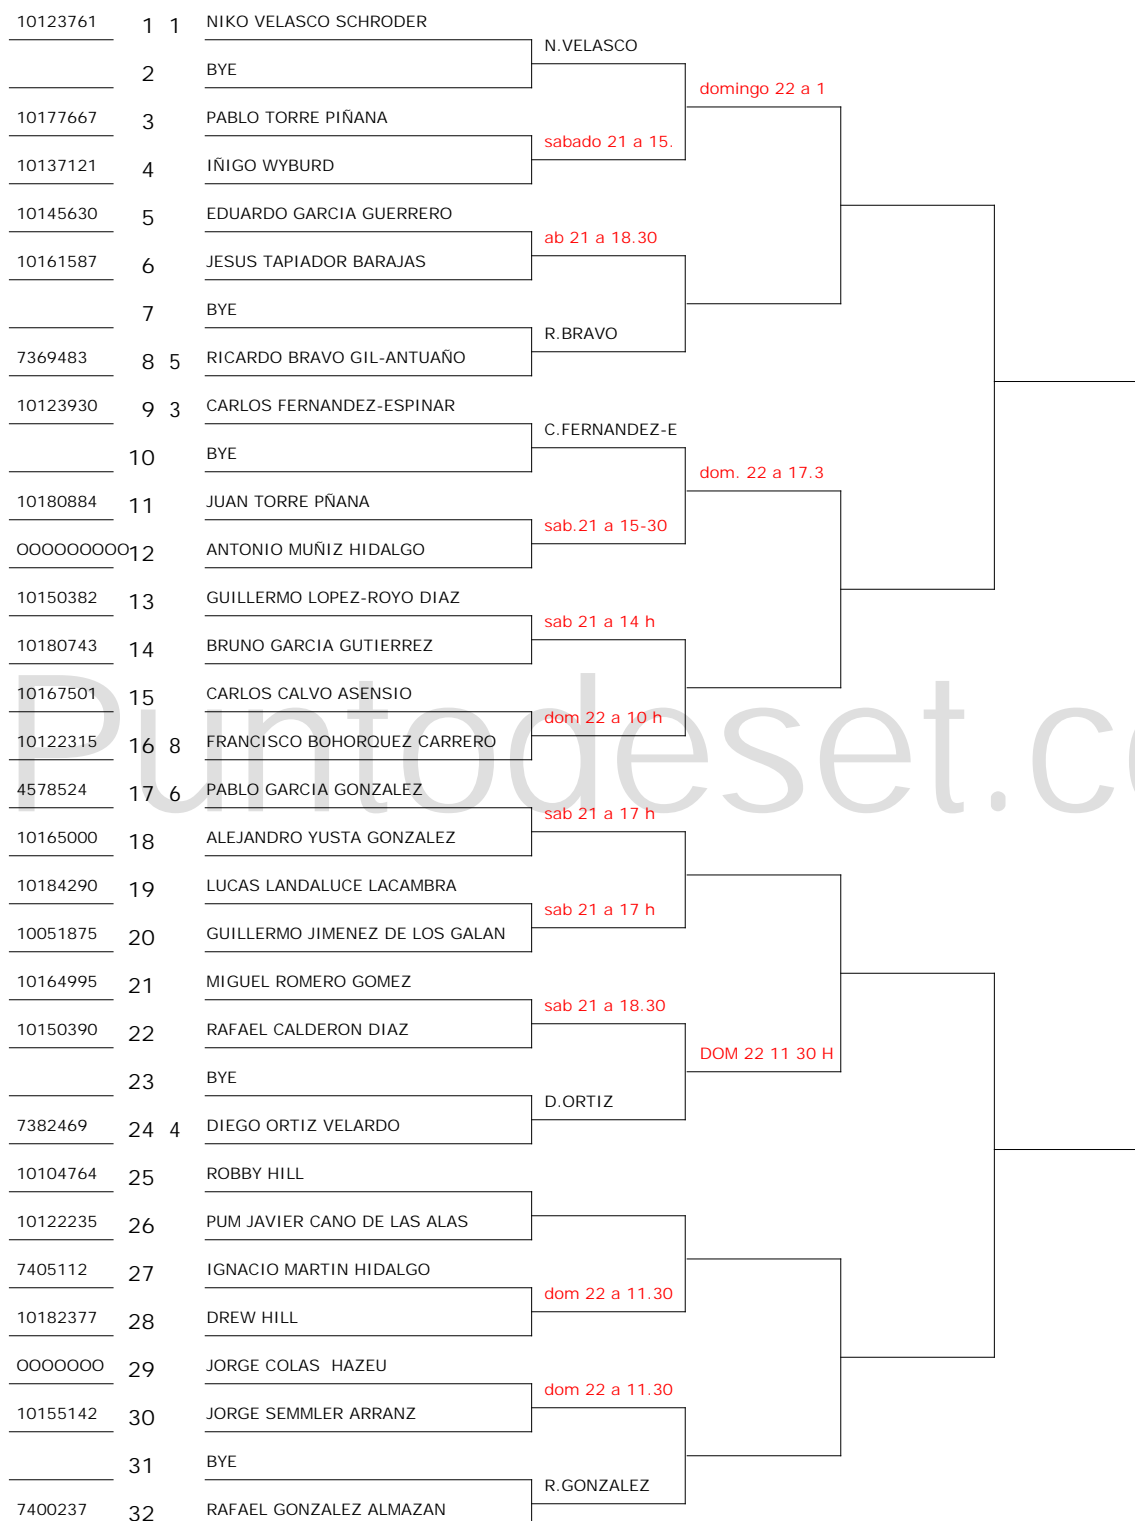 10123761 1 1 NIKO VELASCO SCHRODER
N.VELASCO
2 BYE
domingo 22 a 1
10177667 3 PABLO TORRE PIÑANA
sabado 21 a 15.
10137121 4 IÑIGO WYBURD
10145630 5 EDUARDO GARCIA GUERRERO
ab 21 a 18.30
10161587 6 JESUS TAPIADOR BARAJAS
7 BYE
R.BRAVO
7369483 8 5 RICARDO BRAVO GIL-ANTUAÑO
10123930 9 3 CARLOS FERNANDEZ-ESPINAR
C.FERNANDEZ-E
10 BYE
dom. 22 a 17.3
10180884 11 JUAN TORRE PÑANA
sab.21 a 15-30
OOOOOOOOO 12 ANTONIO MUÑIZ HIDALGO
10150382 13 GUILLERMO LOPEZ-ROYO DIAZ
sab 21 a 14 h
10180743 14 BRUNO GARCIA GUTIERREZ
10167501 15 CARLOS CALVO ASENSIO
dom 22 a 10 h
10122315 16 8 FRANCISCO BOHORQUEZ CARRERO
Puntodeset.co
4578524 17 6 PABLO GARCIA GONZALEZ
sab 21 a 17 h
10165000 18 ALEJANDRO YUSTA GONZALEZ
10184290 19 LUCAS LANDALUCE LACAMBRA
sab 21 a 17 h
10051875 20 GUILLERMO JIMENEZ DE LOS GALAN
10164995 21 MIGUEL ROMERO GOMEZ
sab 21 a 18.30
10150390 22 RAFAEL CALDERON DIAZ
DOM 22 11 30 H
23 BYE
D.ORTIZ
7382469 24 4 DIEGO ORTIZ VELARDO
10104764 25 ROBBY HILL
10122235 26 PUM JAVIER CANO DE LAS ALAS
7405112 27 IGNACIO MARTIN HIDALGO
dom 22 a 11.30
10182377 28 DREW HILL
OOOOOOO 29 JORGE COLAS HAZEU
dom 22 a 11.30
10155142 30 JORGE SEMMLER ARRANZ
31 BYE
R.GONZALEZ
7400237 32 RAFAEL GONZALEZ ALMAZAN